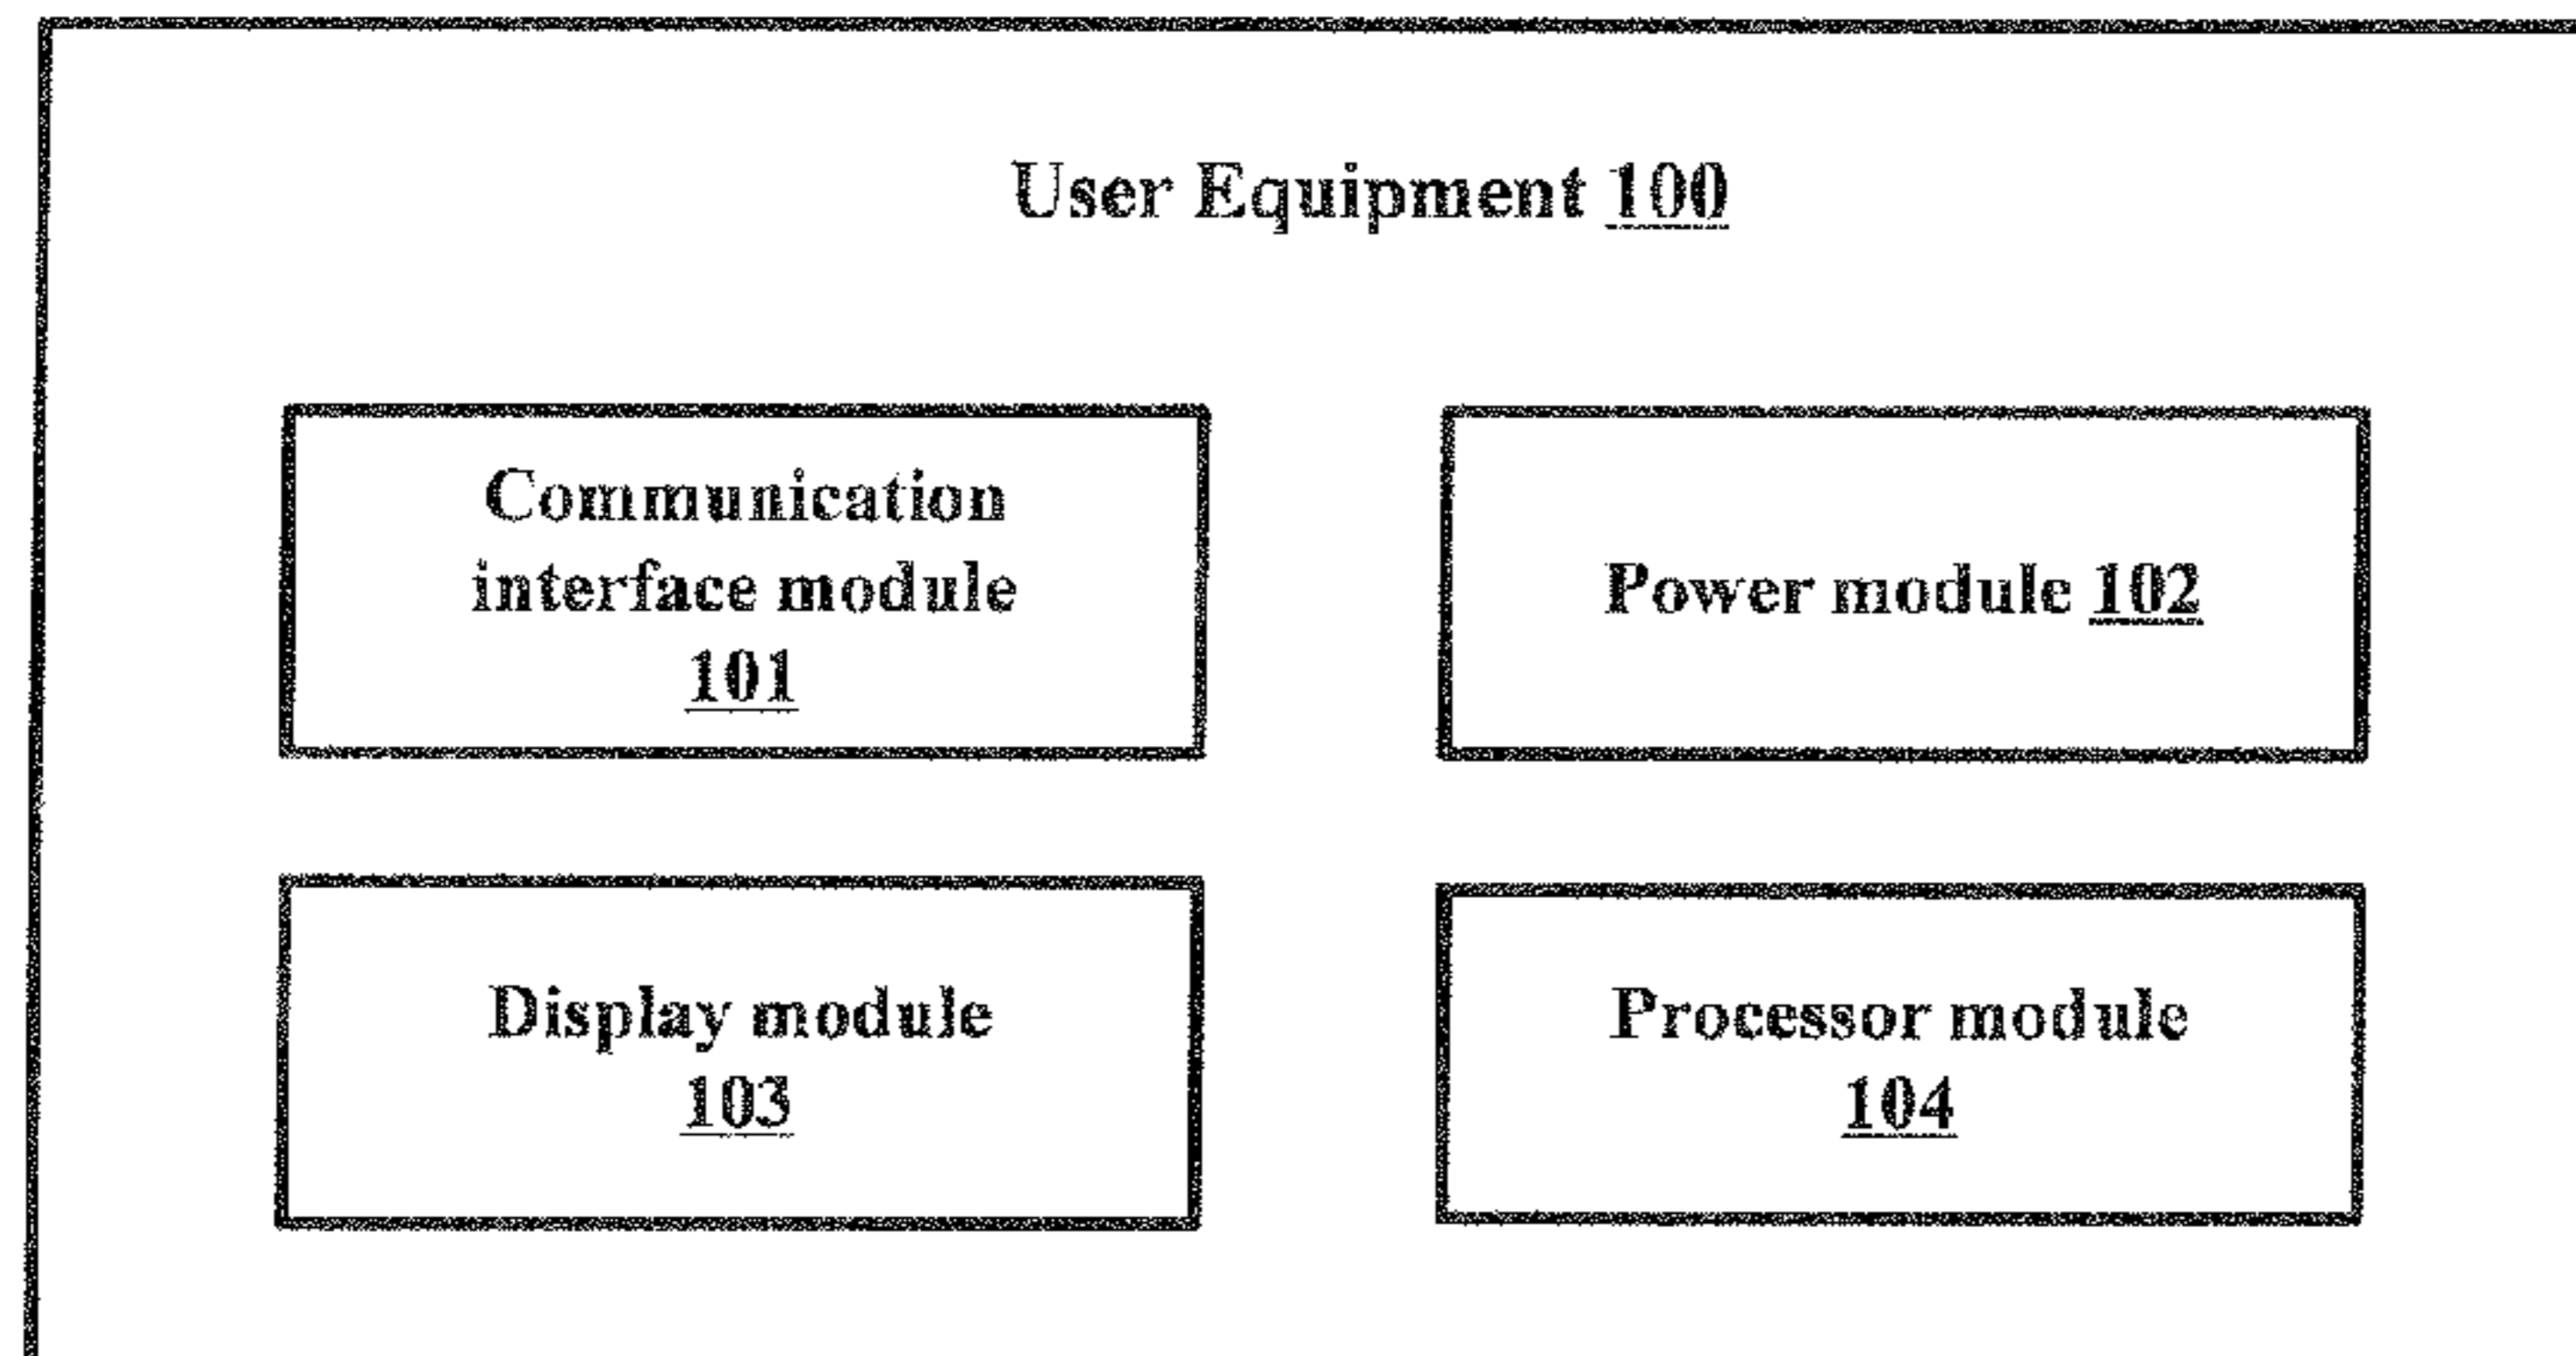 User Equipment 100
Communication
interface module
101
Power module 102
Display module
103
Processor module
104